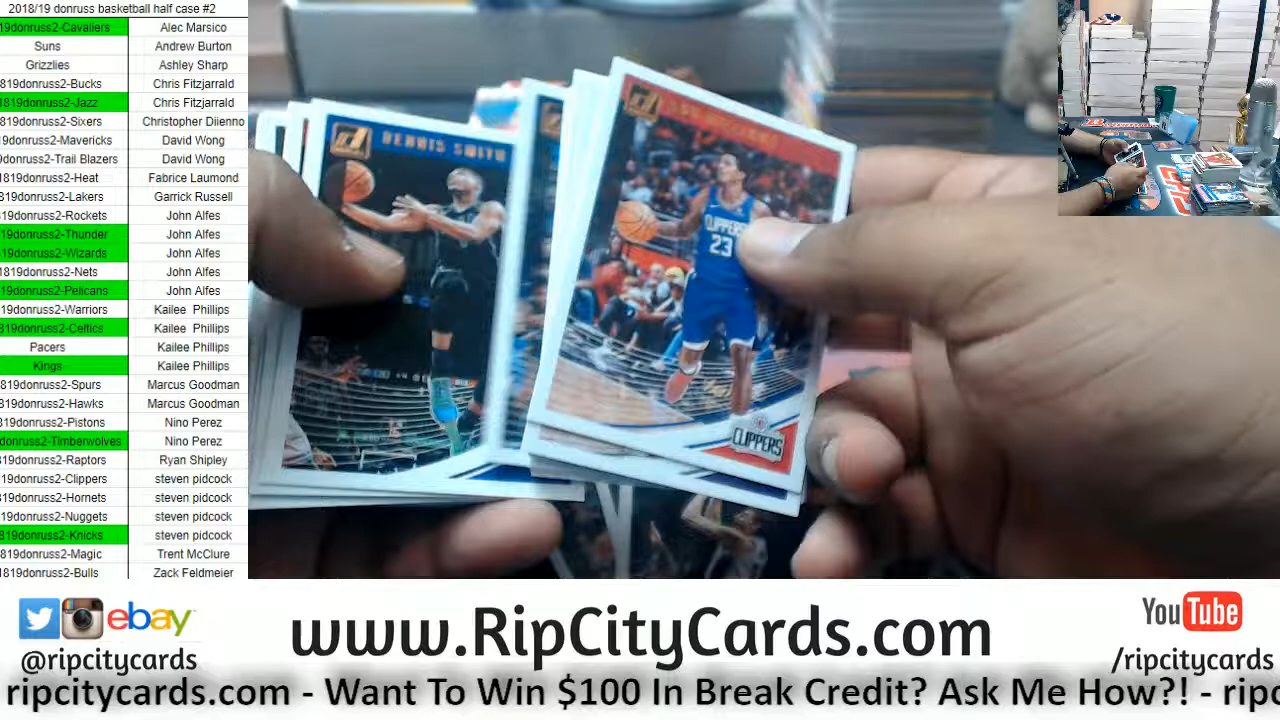 2018/19 donruss basketball half case #2
19donruss2-Cavaliers Alec Marsico
Suns Andrew Burton
Grizzlies Ashley Sharp
819donruss2-Bucks Chris Fitzjarrald
1819donruss2-Jazz Chris Fitzjarrald
819donruss2-Sixers Christopher Diienno
9donruss2-Mavericks David Wong
donruss2-Trail Blazers David Wong
1819donruss2-Heat Fabrice Laumond
19donruss2-Lakers Garrick Russell
19donruss2-Rockets John Alfes
19donruss2-Thunder John Alfes
19donruss2-Wizards John Alfes
1819donruss2-Nets John Alfes
19donruss2-Pelicans John Alfes
19donruss2-Warriors Kailee Phillips
819donruss2-Celtics Kailee Phillips
Pacers Kailee Phillips
Kings Kailee Phillips
819donruss2-Spurs Marcus Goodman
819donruss2-Hawks Marcus Goodman
19donruss2-Pistons Nino Perez
donruss2-Timberwolves Nino Perez
819donruss2-Raptors Ryan Shipley
19donruss2-Clippers steven pidcock
19donruss2-Hornets steven pidcock
19donruss2-Nuggets steven pidcock
819donruss2-Knicks steven pidcock
819donruss2-Magic Trent McClure
1819donruss2-Bulls Zack Feldmeier
DENNIS SMITH
CLIPPERS
23
CLIPPERS
ebay
@ripcitycards
www.RipCityCards.com
YouTube
/ripcitycards
ripcitycards.com - Want To Win $100 In Break Credit? Ask Me How?! - ripc